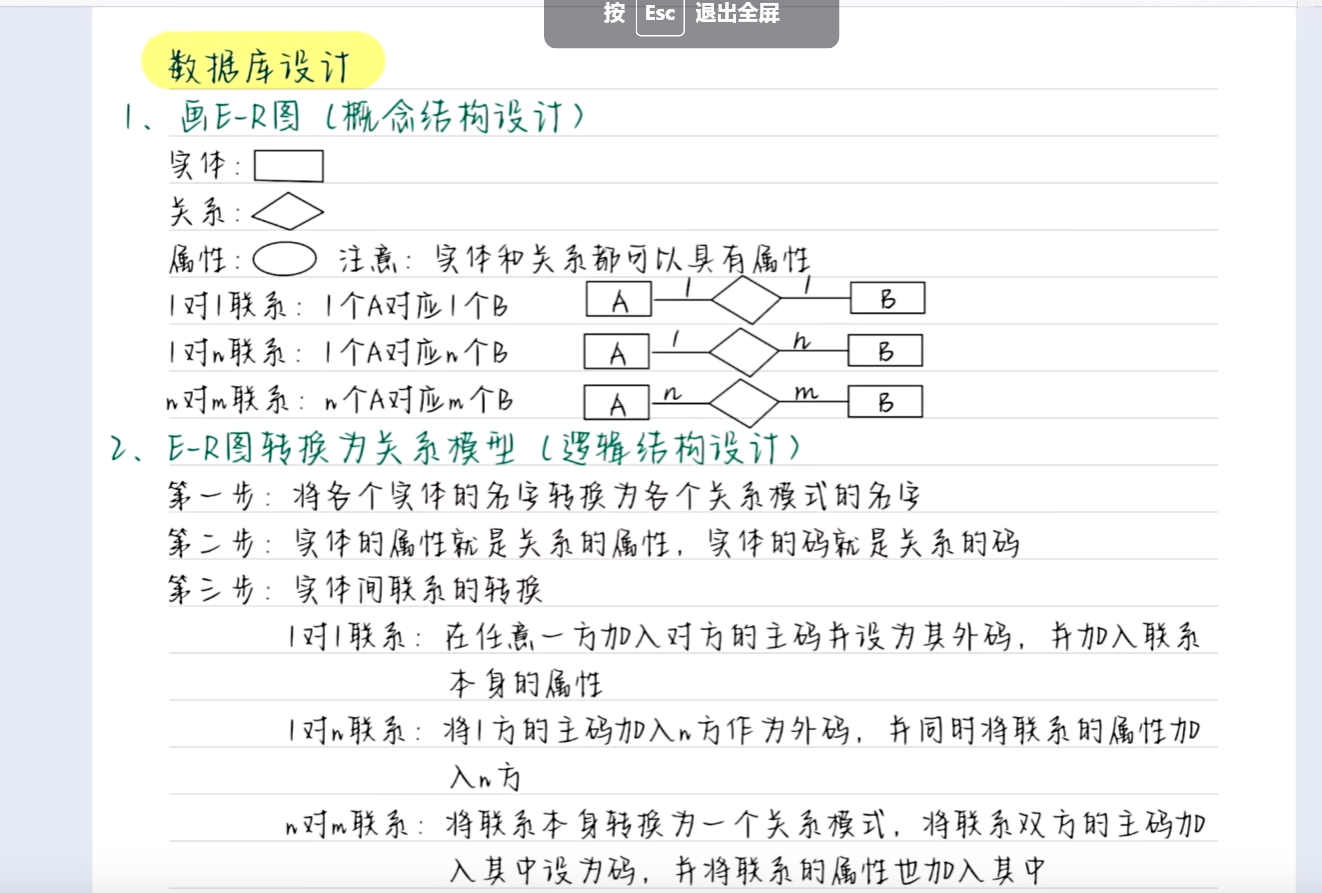 按 Esc 退出全屏
数据库设计
1、画E-R图（概念结构设计）
实体：
关系：
属性： 注意：实体和关系都可以具有属性
1对1联系：1个A对应1个B A 1 1 B
1对n联系：1个A对应n个B A 1 n B
n对m联系：n个A对应m个B A n m B
2、E-R图转换为关系模型（逻辑结构设计）
第一步：将各个实体的名字转换为各个关系模式的名字
第二步：实体的属性就是关系的属性，实体的码就是关系的码
第三步：实体间联系的转换
1对1联系：在任意一方加入对方的主码并设为其外码，并加入联系
本身的属性
1对n联系：将1方的主码加入n方作为外码，并同时将联系的属性加
入n方
n对m联系：将联系本身转换为一个关系模式，将联系双方的主码加
入其中设为码，并将联系的属性也加入其中